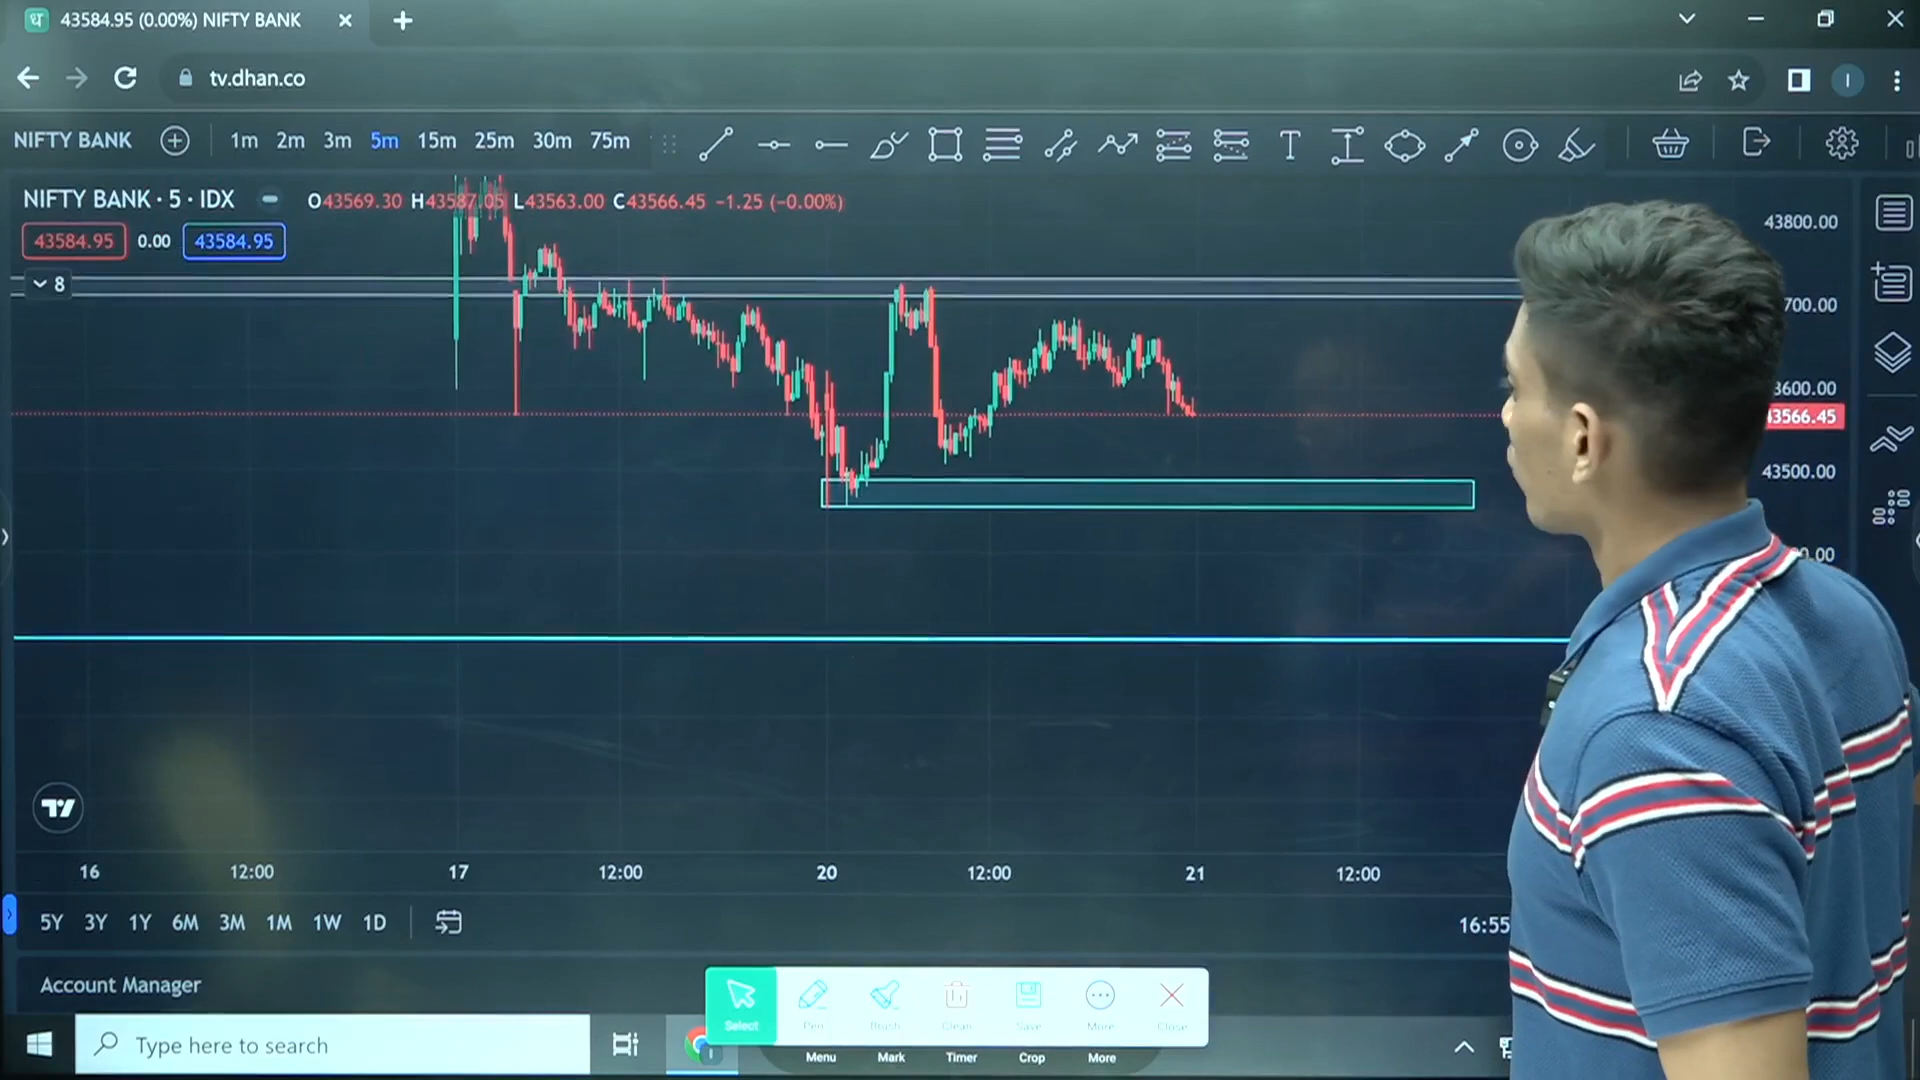 43584.95 (0.00%) NIFTY BANK
tv.dhan.co
I
NIFTY BANK 1m 2m 3m 5m 15m 25m 30m 75m
NIFTY BANK · 5 · IDX O43569.30 H43587.05 L43563.00 C43566.45 −1.25 (−0.00%)
43584.95 0.00 43584.95
8
43800.00
700.00
3600.00
43566.45
43500.00
00.00
16 12:00 17 12:00 20 12:00 21 12:00
5Y 3Y 1Y 6M 3M 1M 1W 1D 16:55
Account Manager
Select Pen Brush Clean Save More Close
Type here to search
Menu Mark Timer Crop More